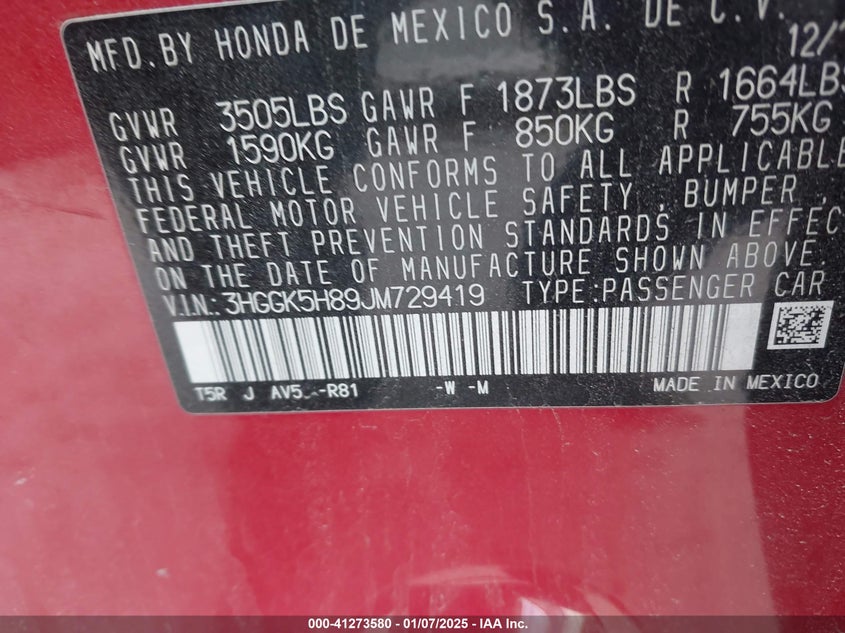 MFD.BY HONDA DE MEXICO S.A. DE C.V. 12/
GVWR 3505LBS GAWR F 1873LBS R 1664LBS
GVWR 1590KG GAWR F 850KG R 755KG
THIS VEHICLE CONFORMS TO ALL APPLICABLE
FEDERAL MOTOR VEHICLE SAFETY, BUMPER,
AND THEFT PREVENTION STANDARDS IN EFFEC
ON THE DATE OF MANUFACTURE SHOWN ABOVE.
V.I.N.: 3HGGK5H89JM729419 TYPE:PASSENGER CAR
T5R J AV5 -R81 -W -M MADE IN MEXICO
000-41273580 - 01/07/2025 - IAA Inc.